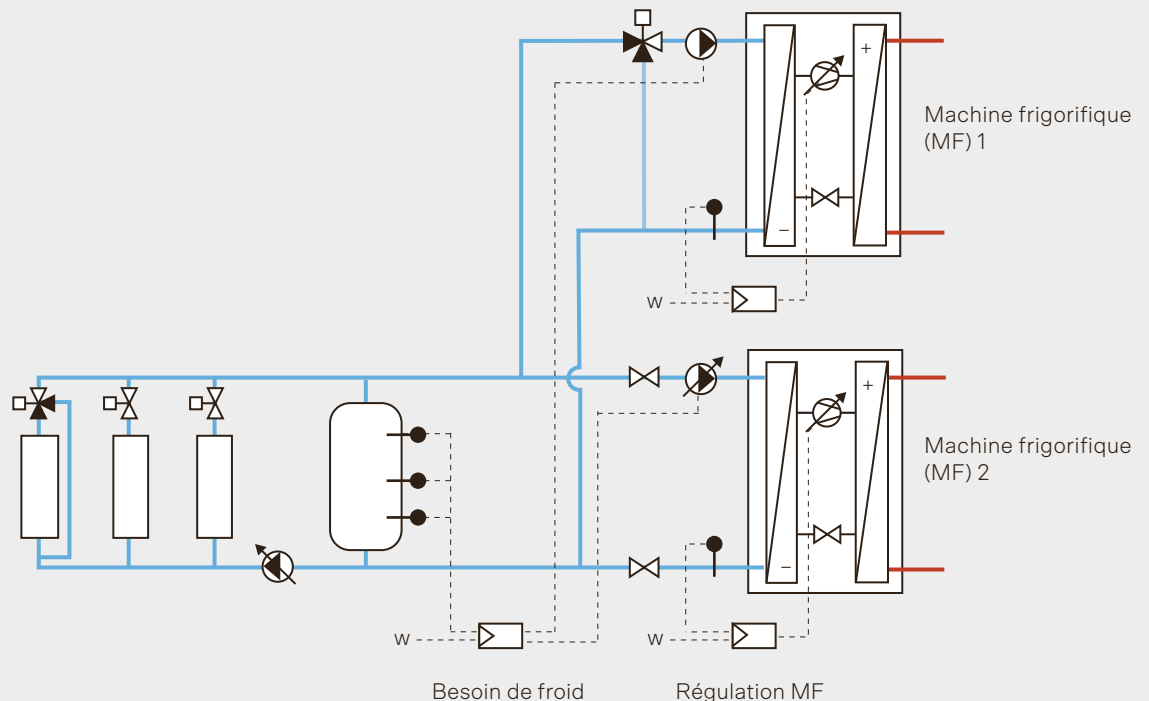 +
Machine frigorifique
(MF) 1
−
w
+
Machine frigorifique
(MF) 2
−
w
w
Besoin de froid
Régulation MF